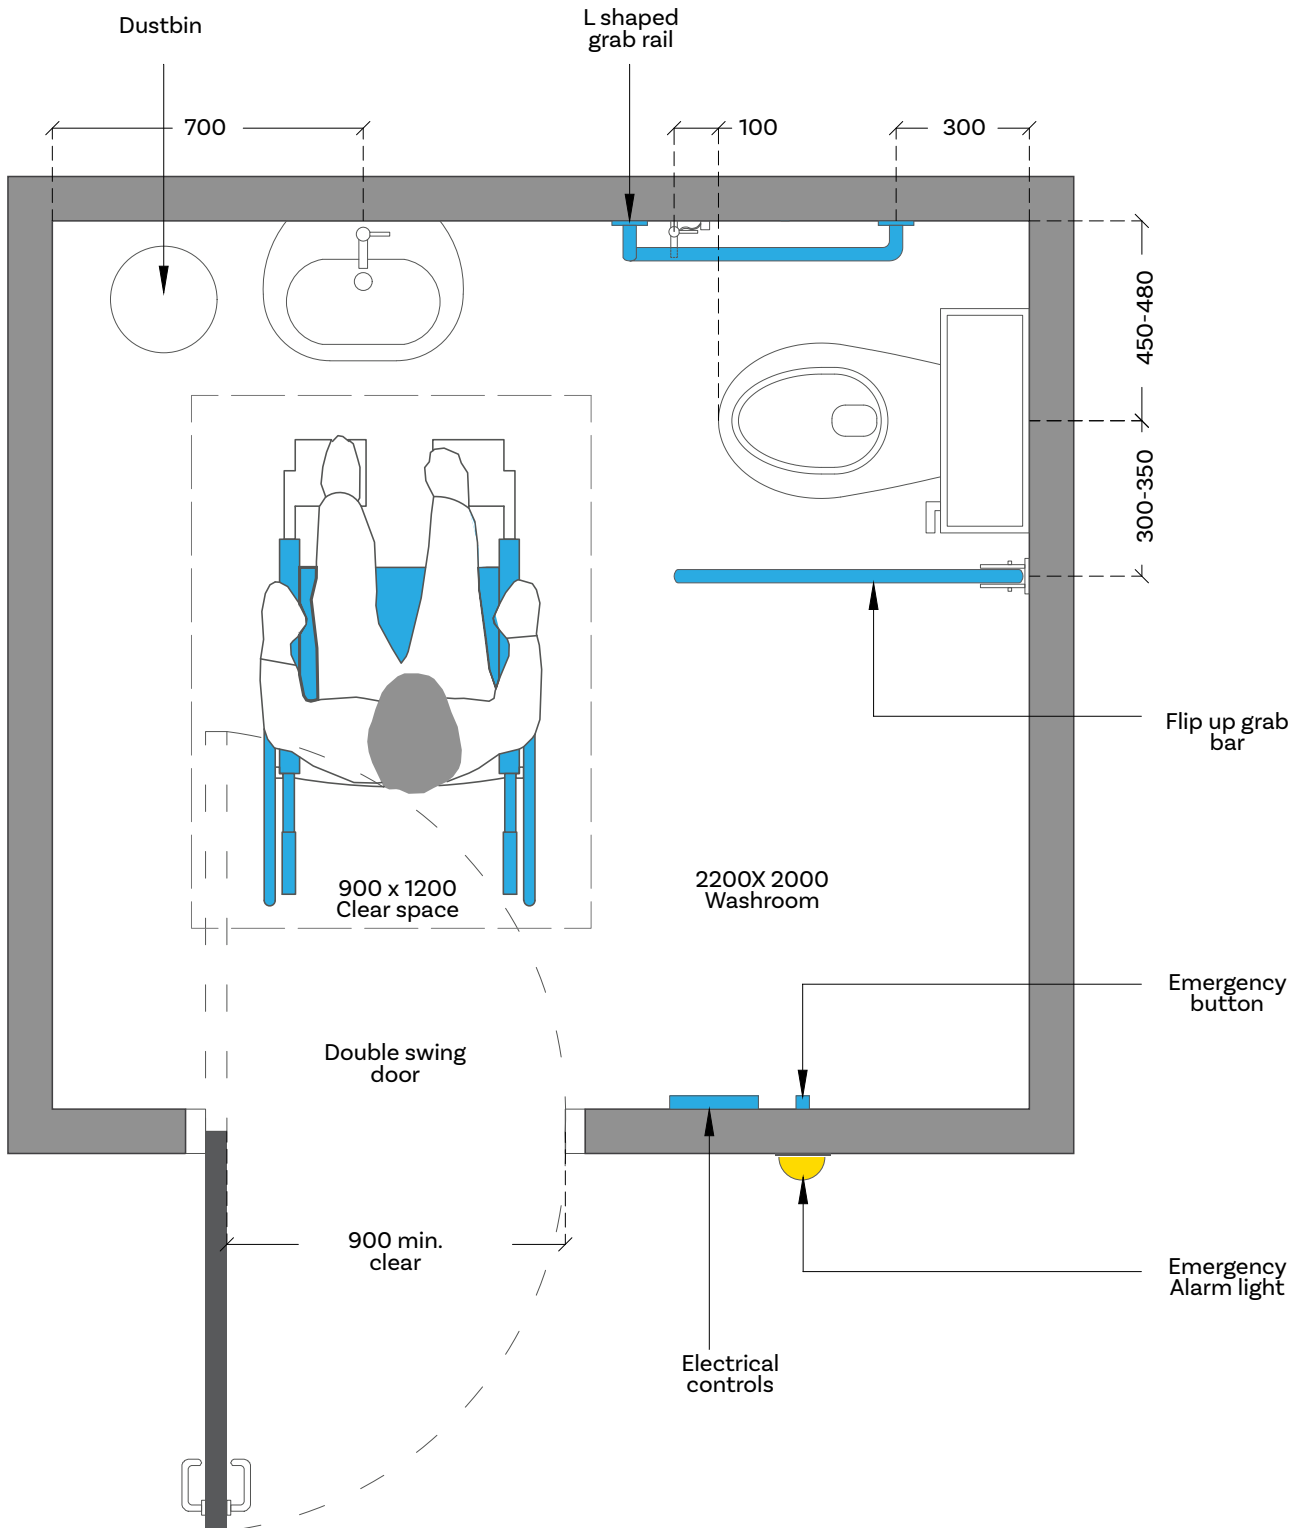 Dustbin
L shaped
grab rail
700
100
300
450-480
300-350
Flip up grab
bar
900 x 1200
Clear space
2200X 2000
Washroom
Emergency
button
Double swing
door
900 min.
clear
Emergency
Alarm light
Electrical
controls